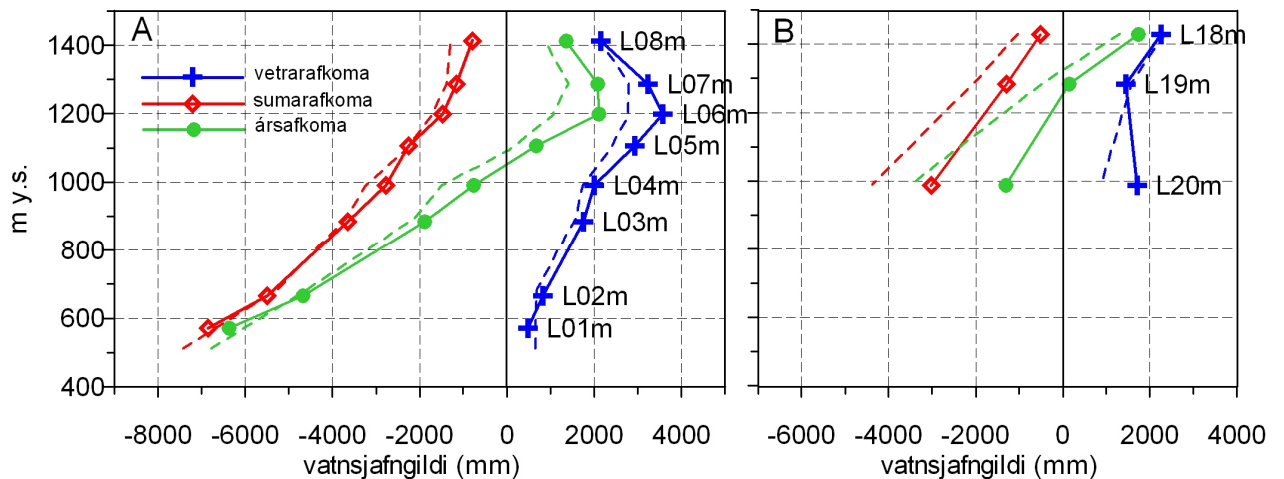 A
B
1400
1200
1000
800
600
400
m y.s.
vetrarafkoma
sumarafkoma
ársafkoma
L08m
L07m
L06m
L05m
L04m
L03m
L02m
L01m
L18m
L19m
L20m
-8000 -6000 -4000 -2000 0 2000 4000
-6000 -4000 -2000 0 2000 4000
vatnsjafngildi (mm)
vatnsjafngildi (mm)